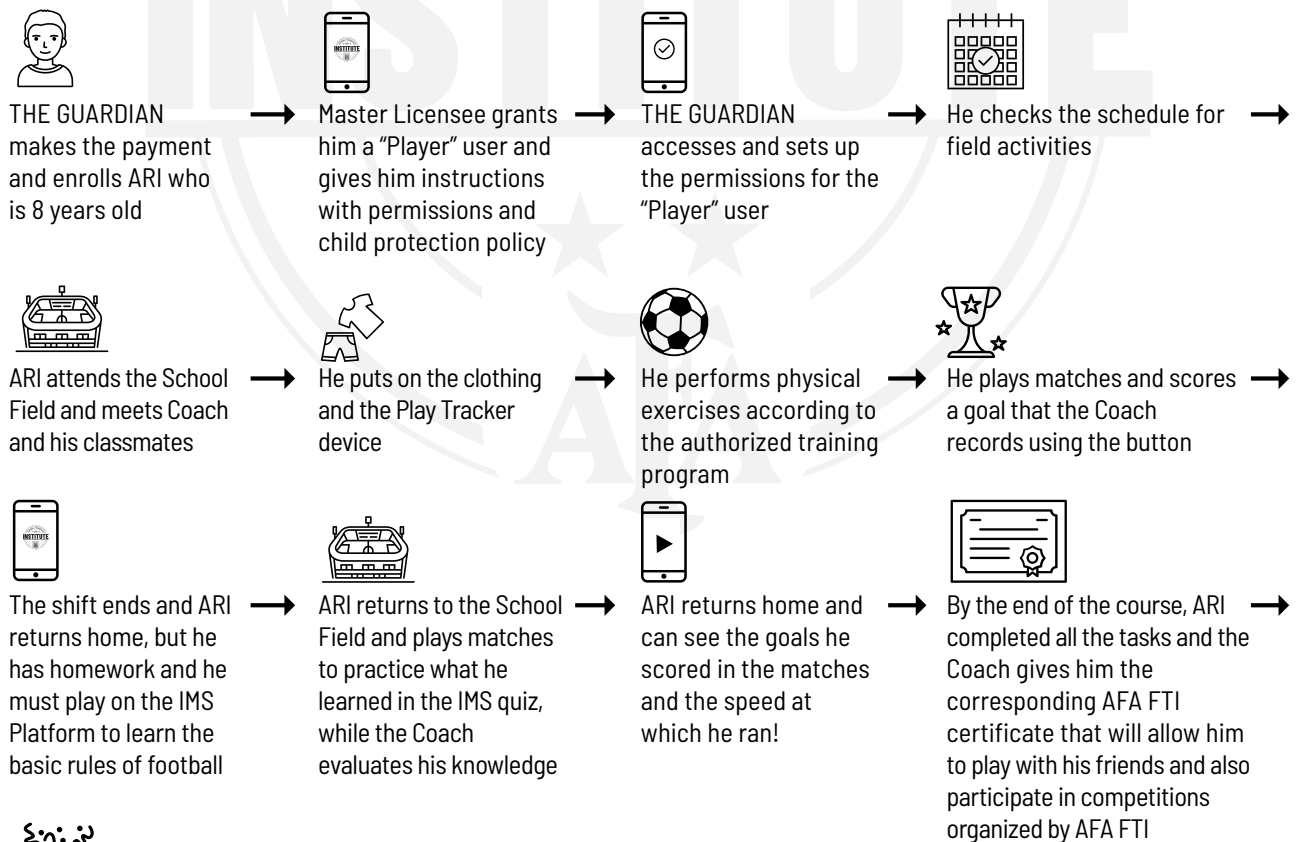 INSTITUTE
INSTITUTE
THE GUARDIAN
makes the payment
and enrolls ARI who
is 8 years old
Master Licensee grants
him a “Player” user and
gives him instructions
with permissions and
child protection policy
THE GUARDIAN
accesses and sets up
the permissions for the
“Player” user
He checks the schedule for
field activities
ARI attends the School
Field and meets Coach
and his classmates
He puts on the clothing
and the Play Tracker
device
He performs physical
exercises according to
the authorized training
program
He plays matches and scores
a goal that the Coach
records using the button
AFA
INSTITUTE
The shift ends and ARI
returns home, but he
has homework and he
must play on the IMS
Platform to learn the
basic rules of football
ARI returns to the School
Field and plays matches
to practice what he
learned in the IMS quiz,
while the Coach
evaluates his knowledge
ARI returns home and
can see the goals he
scored in the matches
and the speed at
which he ran!
By the end of the course, ARI
completed all the tasks and the
Coach gives him the
corresponding AFA FTI
certificate that will allow him
to play with his friends and also
participate in competitions
organized by AFA FTI